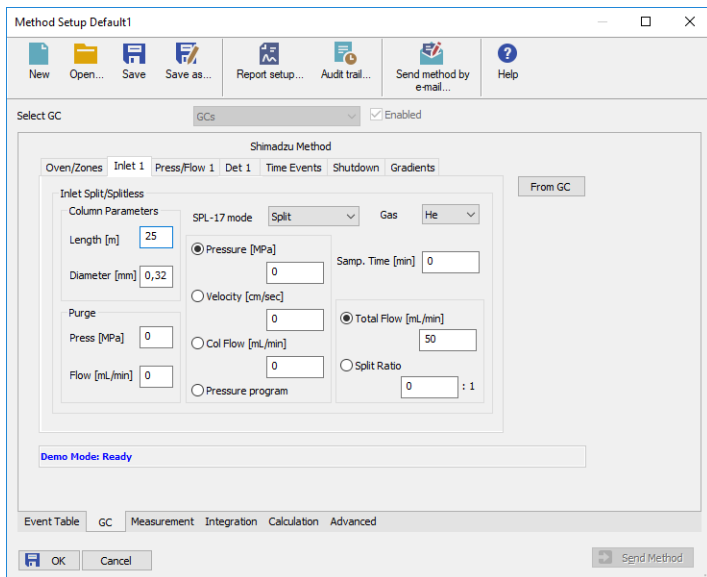 Method Setup Default1
New Open... Save Save as... Report setup... Audit trail... Send method by e-mail... Help
Select GC GCs Enabled
Shimadzu Method
Oven/Zones Inlet 1 Press/Flow 1 Det 1 Time Events Shutdown Gradients
From GC
Inlet Split/Splitless
Column Parameters
Length [m] 25
Diameter [mm] 0,32
Purge
Press [MPa] 0
Flow [mL/min] 0
SPL-17 mode Split
Gas He
Pressure [MPa]
0
Velocity [cm/sec]
0
Col Flow [mL/min]
0
Pressure program
Samp. Time [min] 0
Total Flow [mL/min]
50
Split Ratio
0 : 1
Demo Mode: Ready
Event Table GC Measurement Integration Calculation Advanced
OK Cancel Send Method